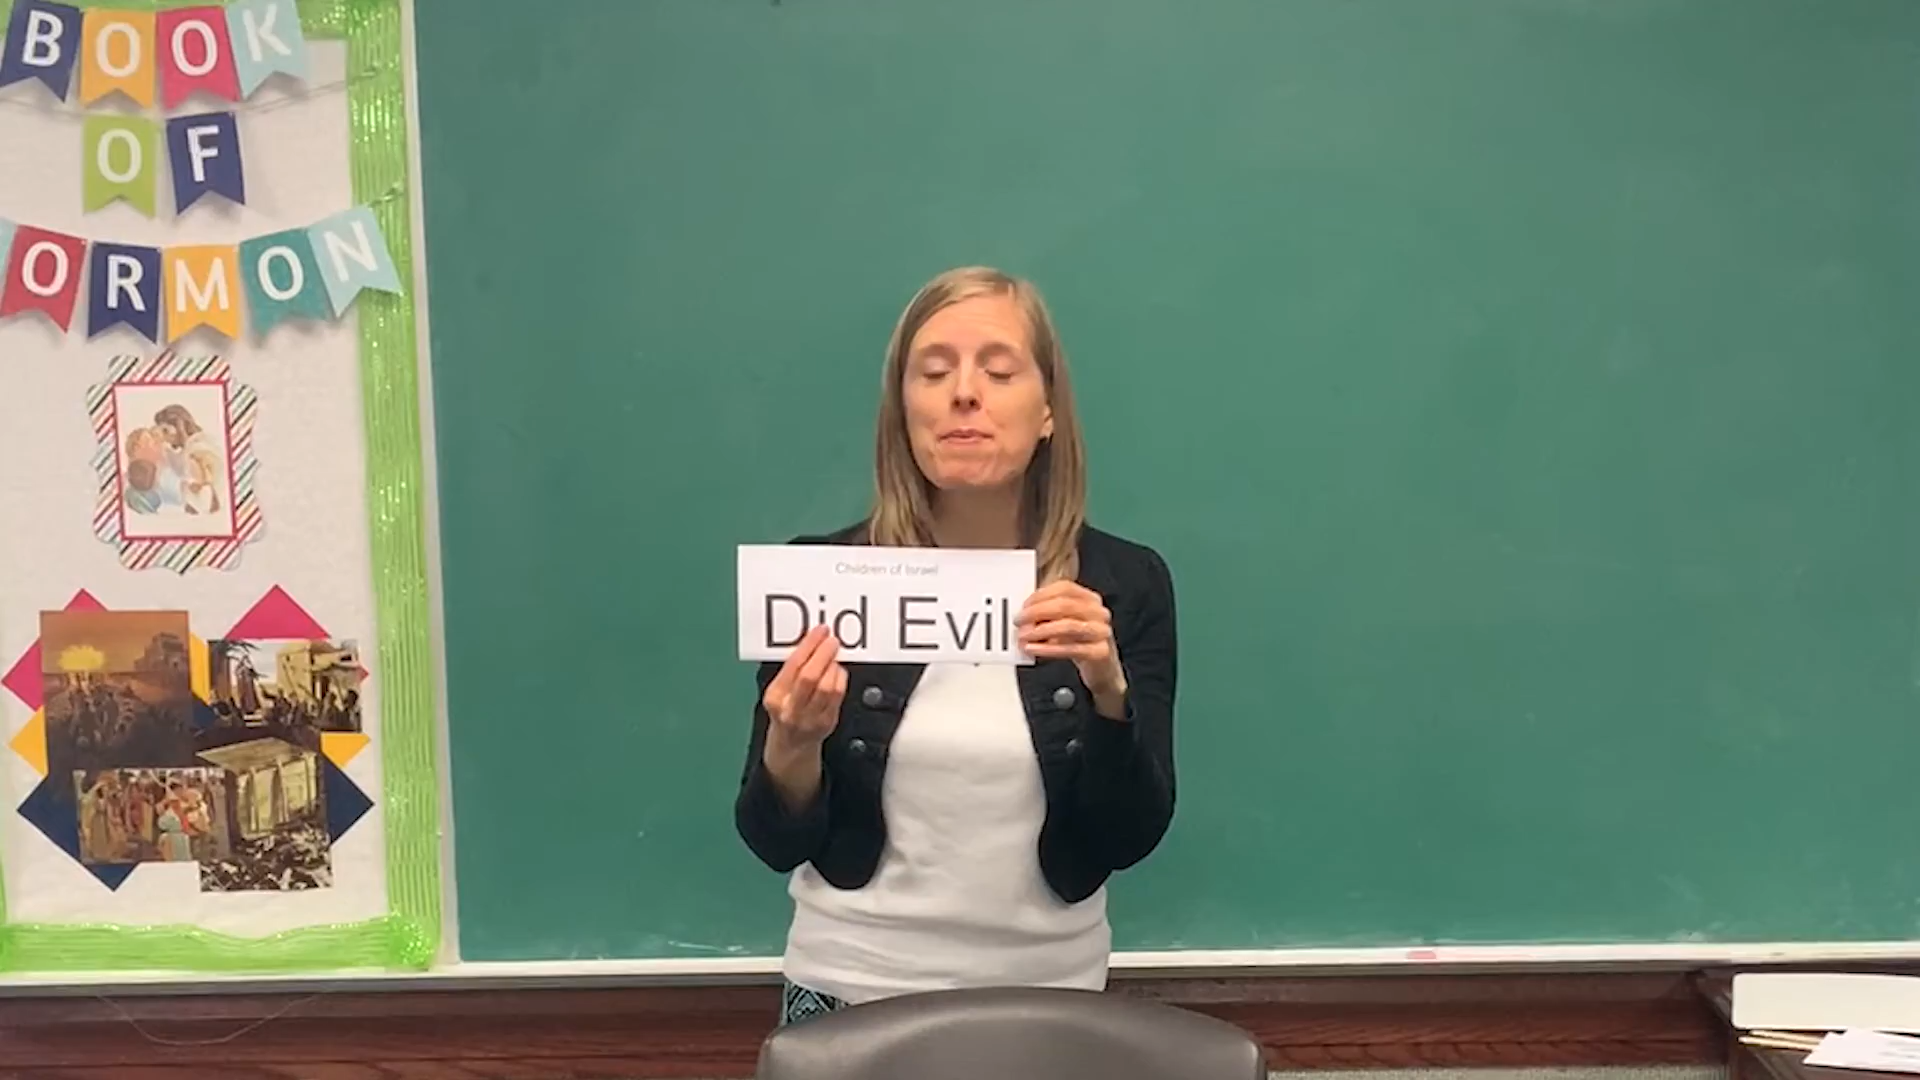 BOOK
OF
ORMON
Children of Israel
Did Evil